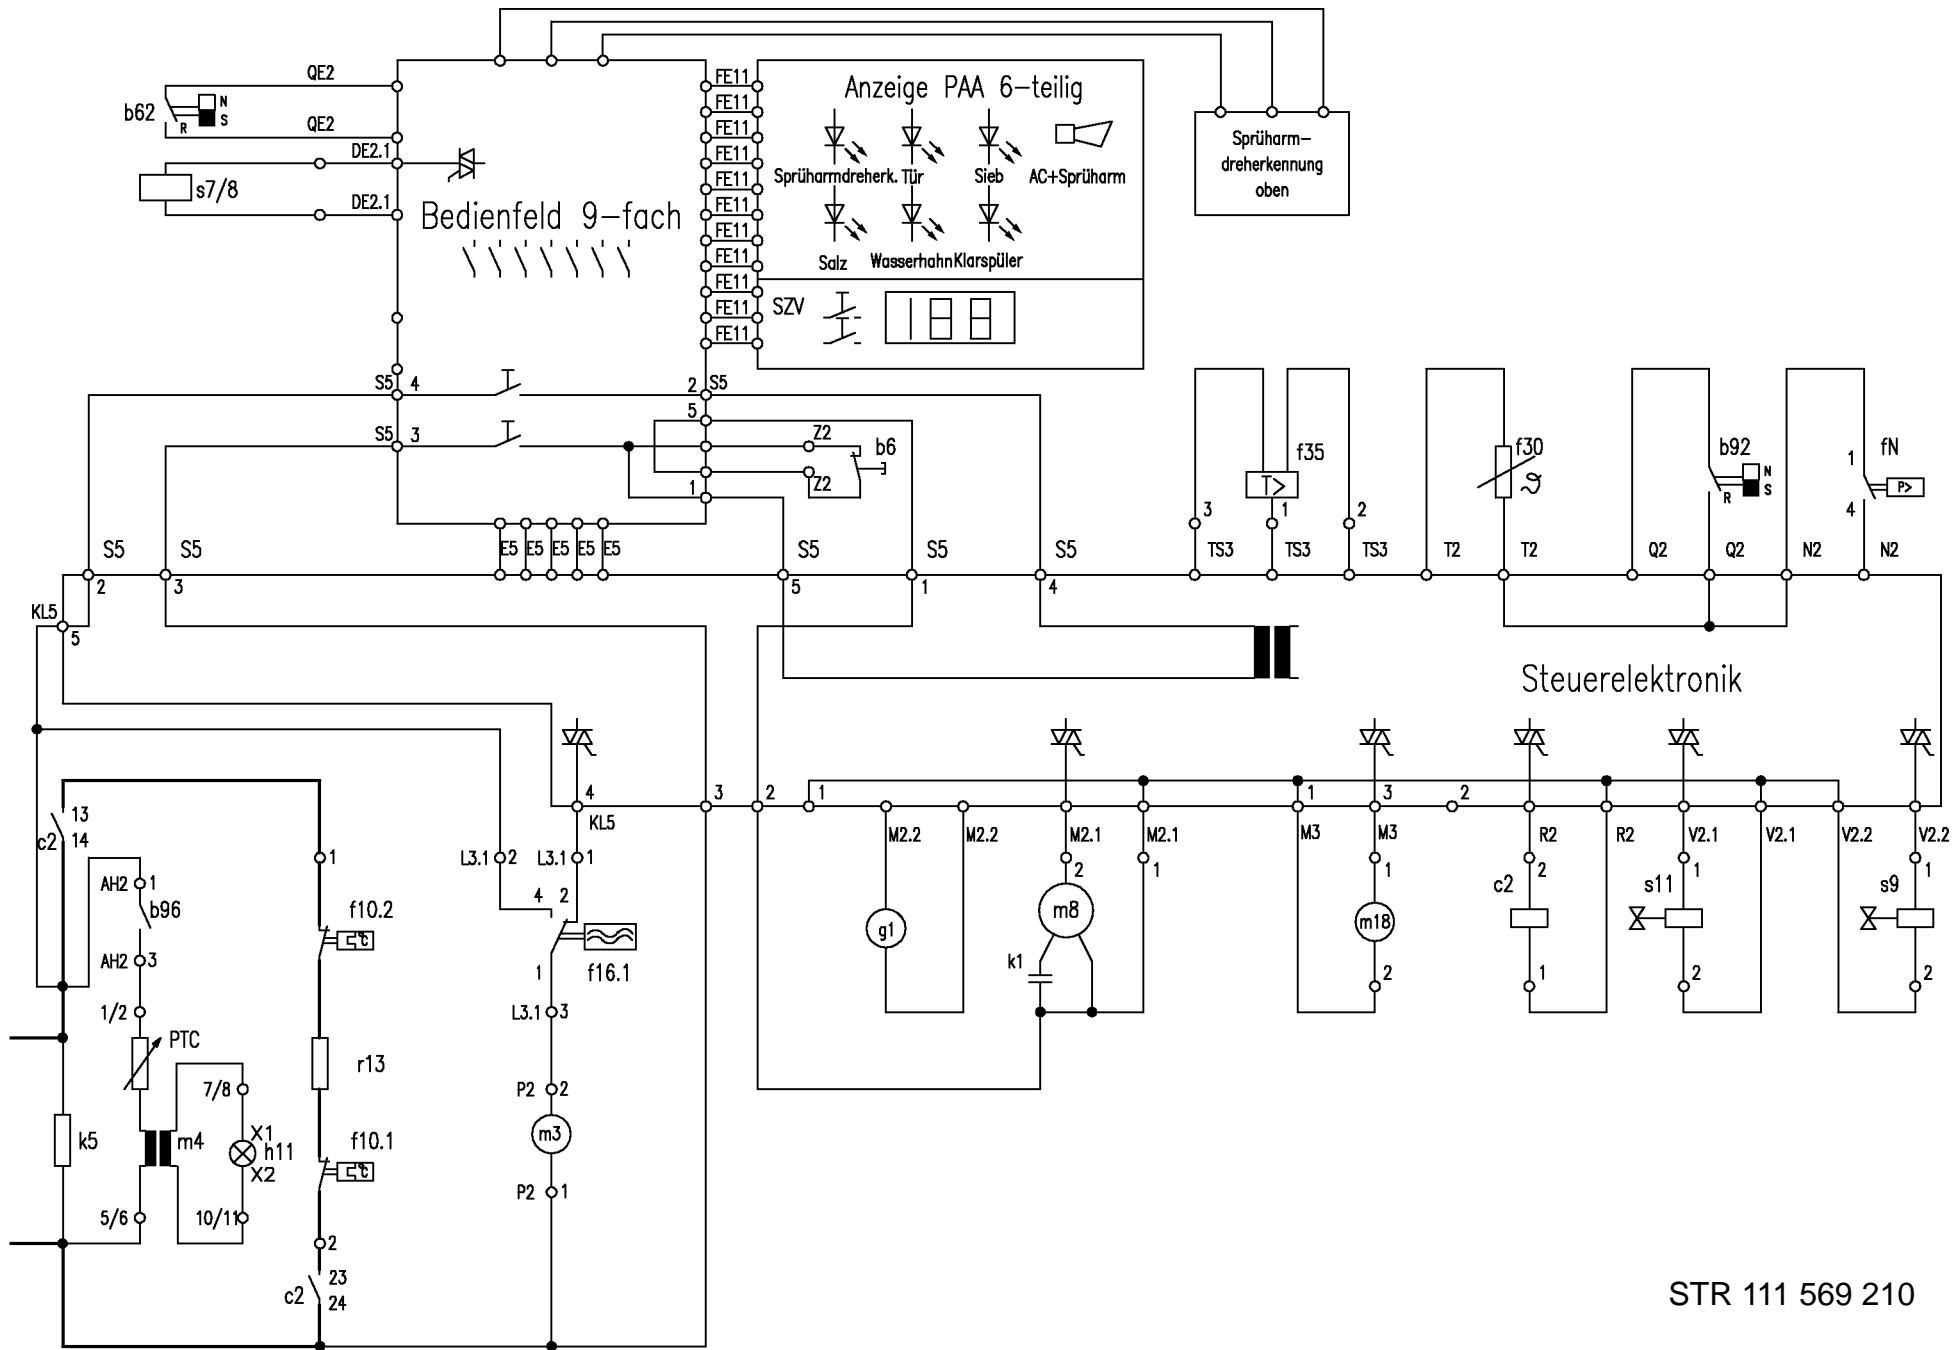 QE2
b62
N
S
R
QE2
DE2.1
s7/8
DE2.1
Bedienfeld 9-fach
FE11
FE11
FE11
FE11
FE11
FE11
FE11
FE11
FE11
FE11
FE11
Anzeige PAA 6-teilig
Sprüharmdreherk. Tür Sieb AC+Sprüharm
Salz Wasserhahn Klarspüler
SZV
188
Sprüharm-
dreherkennung
oben
S5 4 2 S5
5
S5 3 Z2 b6
Z2
1
S5 S5 E5 E5 E5 E5 E5 S5 S5 S5
2 3 5 1 4
KL5
5
f35
T>
3 1 2
TS3 TS3 TS3
f30
ϑ
T2 T2
b92
N
S
R
Q2 Q2
fN
1
P>
4
N2 N2
Steuerelektronik
4 3 2 1 1 3 2
KL5
M2.2 M2.2 M2.1 M2.1 M3 M3 R2 R2 V2.1 V2.1 V2.2 V2.2
13
c2 14
AH2 1
b96
AH2 3
1/2
PTC
7/8
k5
m4
X1
h11
X2
5/6 10/11
1
f10.2
°C
r13
f10.1
°C
2
c2 23
24
L3.1 2 L3.1 1
4 2
1 f16.1
L3.1 3
P2 2
m3
P2 1
g1
2 1
m8
k1
1
m18
2
2
c2
1
1
s11
2
1
s9
2
STR 111 569 210